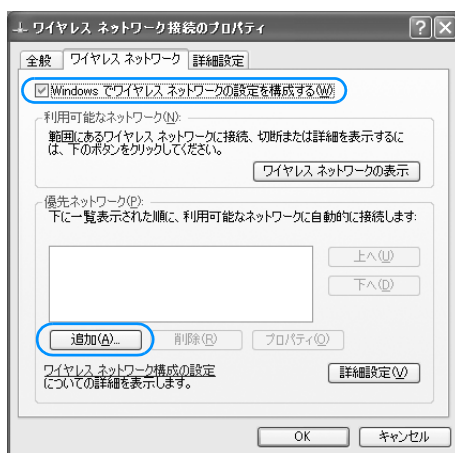 ワイヤレス ネットワーク接続のプロパティ
全般 ワイヤレス ネットワーク 詳細設定
Windows でワイヤレス ネットワークの設定を構成する(W)
利用可能なネットワーク(N):
範囲にあるワイヤレス ネットワークに接続、切断または詳細を表示するに
は、下のボタンをクリックしてください。
ワイヤレス ネットワークの表示
優先ネットワーク(P):
下に一覧表示された順に、利用可能なネットワークに自動的に接続します:
上へ(U)
下へ(D)
追加(A)... 削除(R) プロパティ(O)
ワイヤレス ネットワーク構成の設定
についての詳細を表示します。
詳細設定(V)
OK キャンセル